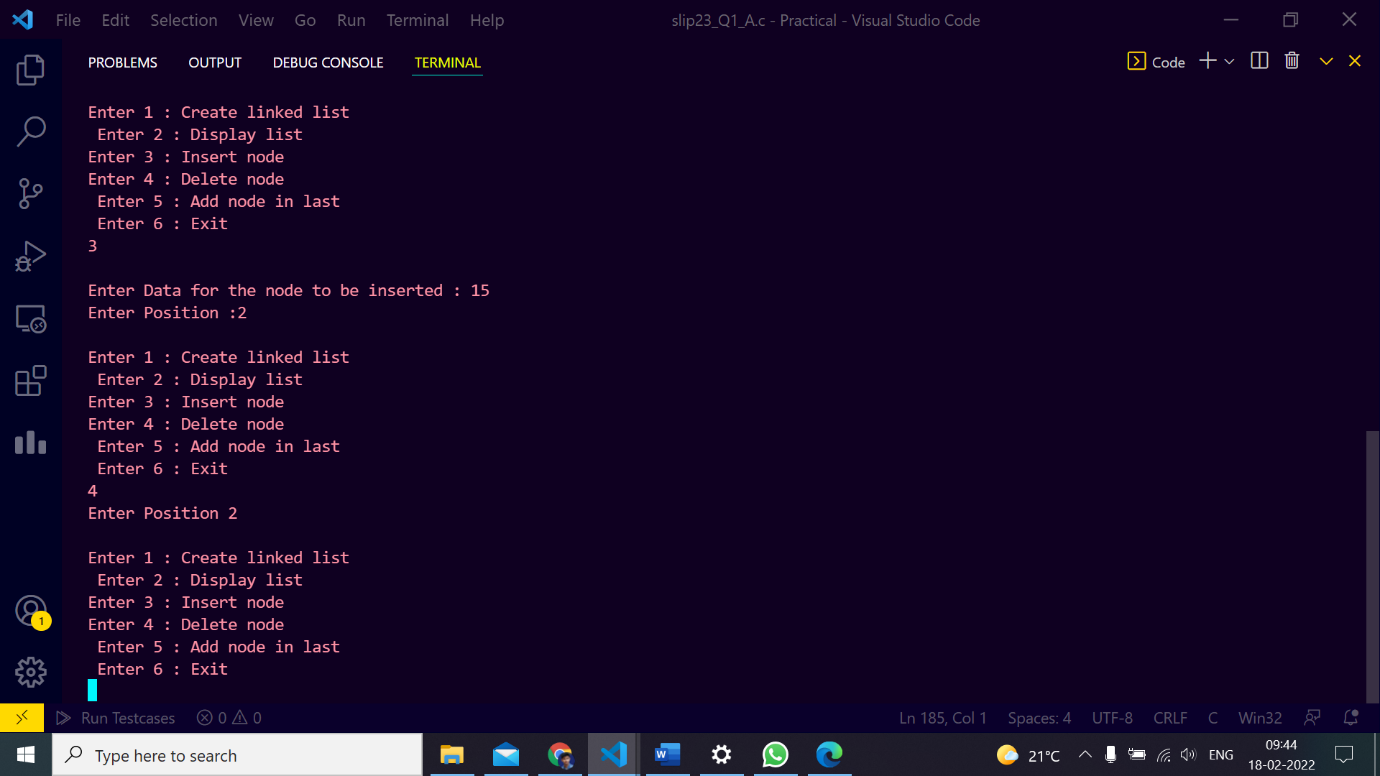 File Edit Selection View Go Run Terminal Help slip23_Q1_A.c - Practical - Visual Studio Code
PROBLEMS OUTPUT DEBUG CONSOLE TERMINAL Code
Enter 1 : Create linked list
Enter 2 : Display list
Enter 3 : Insert node
Enter 4 : Delete node
Enter 5 : Add node in last
Enter 6 : Exit
3
Enter Data for the node to be inserted : 15
Enter Position :2
Enter 1 : Create linked list
Enter 2 : Display list
Enter 3 : Insert node
Enter 4 : Delete node
Enter 5 : Add node in last
Enter 6 : Exit
4
Enter Position 2
Enter 1 : Create linked list
Enter 2 : Display list
Enter 3 : Insert node
Enter 4 : Delete node
Enter 5 : Add node in last
Enter 6 : Exit
1
Run Testcases 0 0 Ln 185, Col 1 Spaces: 4 UTF-8 CRLF C Win32
Type here to search 21°C ENG 09:44
18-02-2022